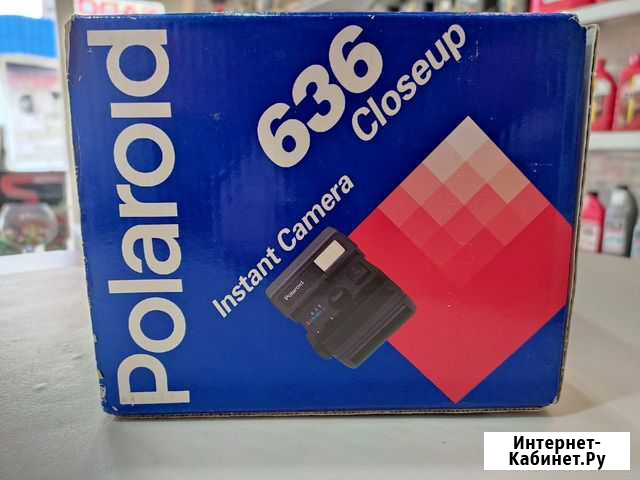 Polaroid
636
Closeup
Instant Camera
Polaroid
Интернет-
Кабинет.Ру